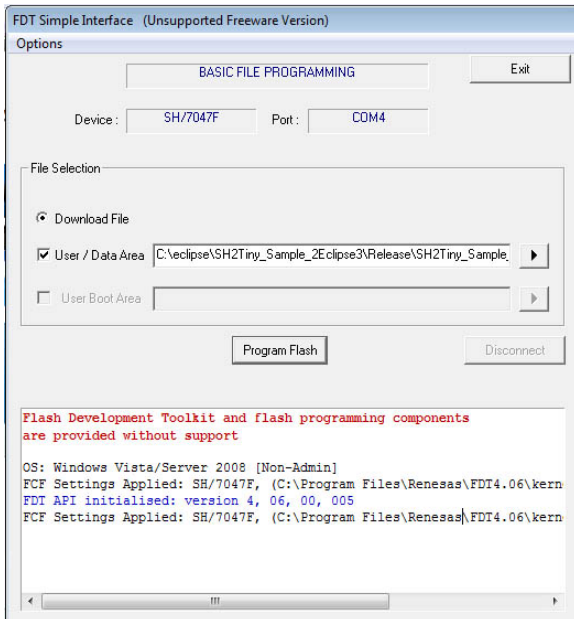 FDT Simple Interface (Unsupported Freeware Version)
Options
BASIC FILE PROGRAMMING
Exit
Device : SH/7047F Port : COM4
File Selection
Download File
User / Data Area C:\eclipse\SH2Tiny_Sample_2Eclipse3\Release\SH2Tiny_Sample_
User Boot Area
Program Flash
Disconnect
Flash Development Toolkit and flash programming components
are provided without support
OS: Windows Vista/Server 2008 [Non-Admin]
FCF Settings Applied: SH/7047F, (C:\Program Files\Renesas\FDT4.06\kern
FDT API initialised: version 4, 06, 00, 005
FCF Settings Applied: SH/7047F, (C:\Program Files\Renesas\FDT4.06\kern